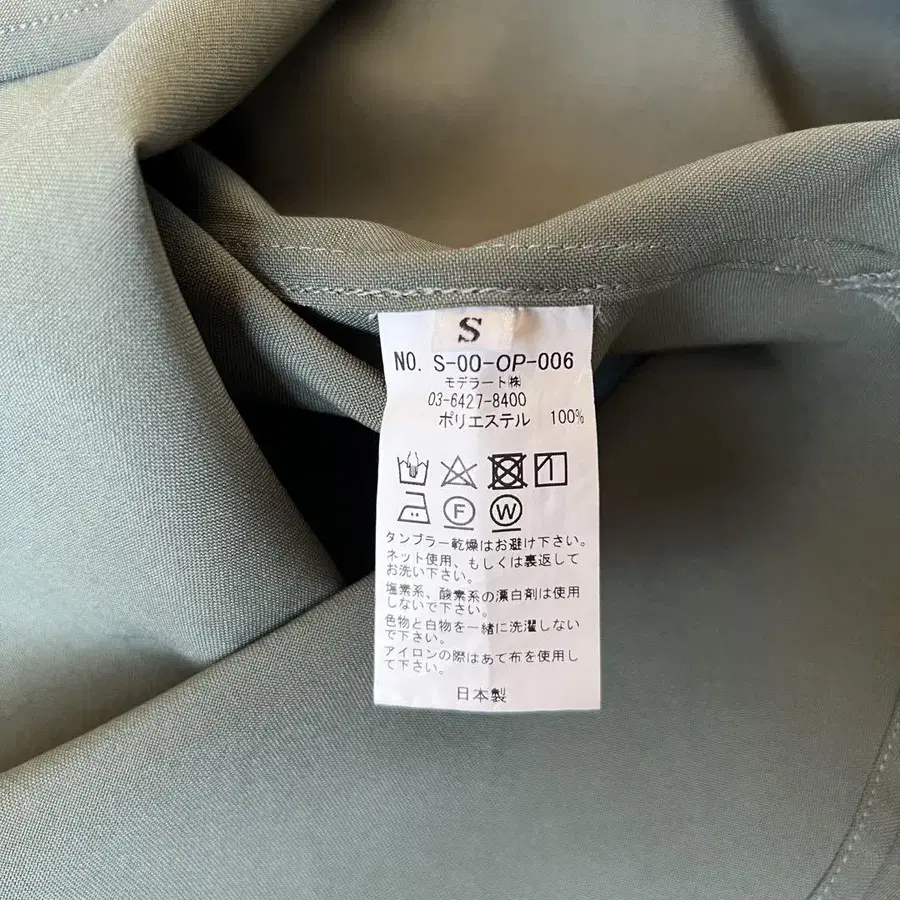 S
NO. S-00-OP-006
モデラート㈱
03-6427-8400
ポリエステル 100%
F W
タンブラー乾燥はお避け下さい。
ネット使用、もしくは裏返して
お洗い下さい。
塩素系、酸素系の漂白剤は使用
しないで下さい。
色物と白物を一緒に洗濯しない
で下さい。
アイロンの際はあて布を使用し
て下さい。
日本製